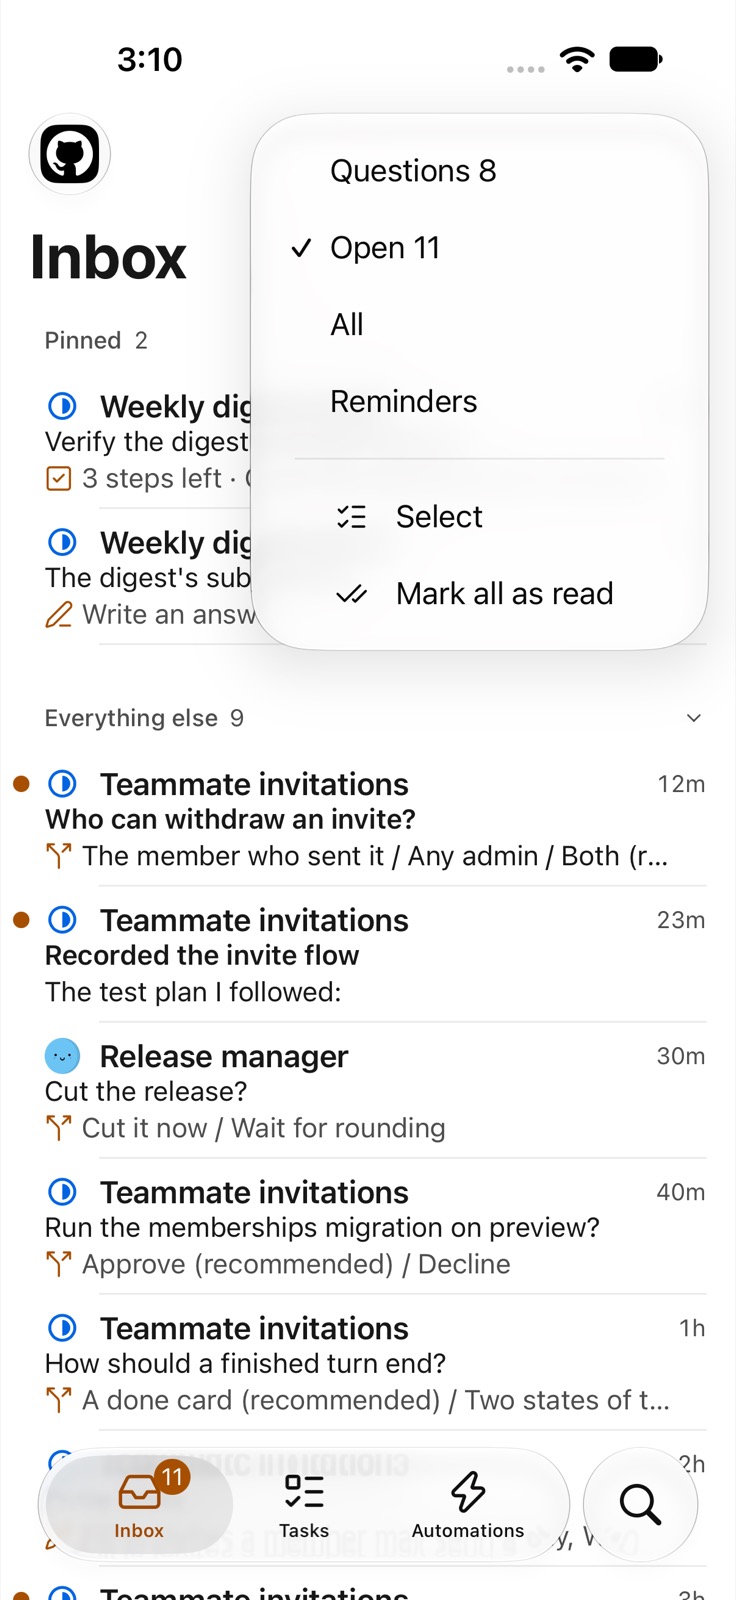 3:10
Questions 8
Open 11
All
Reminders
Select
Mark all as read
Inbox
Pinned 2
Weekly dig
Verify the digest
3 steps left ·
Weekly dig
The digest's sub
Write an answ
Everything else 9
Teammate invitations 12m
Who can withdraw an invite?
The member who sent it / Any admin / Both (r...
Teammate invitations 23m
Recorded the invite flow
The test plan I followed:
Release manager 30m
Cut the release?
Cut it now / Wait for rounding
Teammate invitations 40m
Run the memberships migration on preview?
Approve (recommended) / Decline
Teammate invitations 1h
How should a finished turn end?
A done card (recommended) / Two states of t...
Teammate invitations 2h
11
Inbox
Tasks
Automations
Teammate invitations 3h